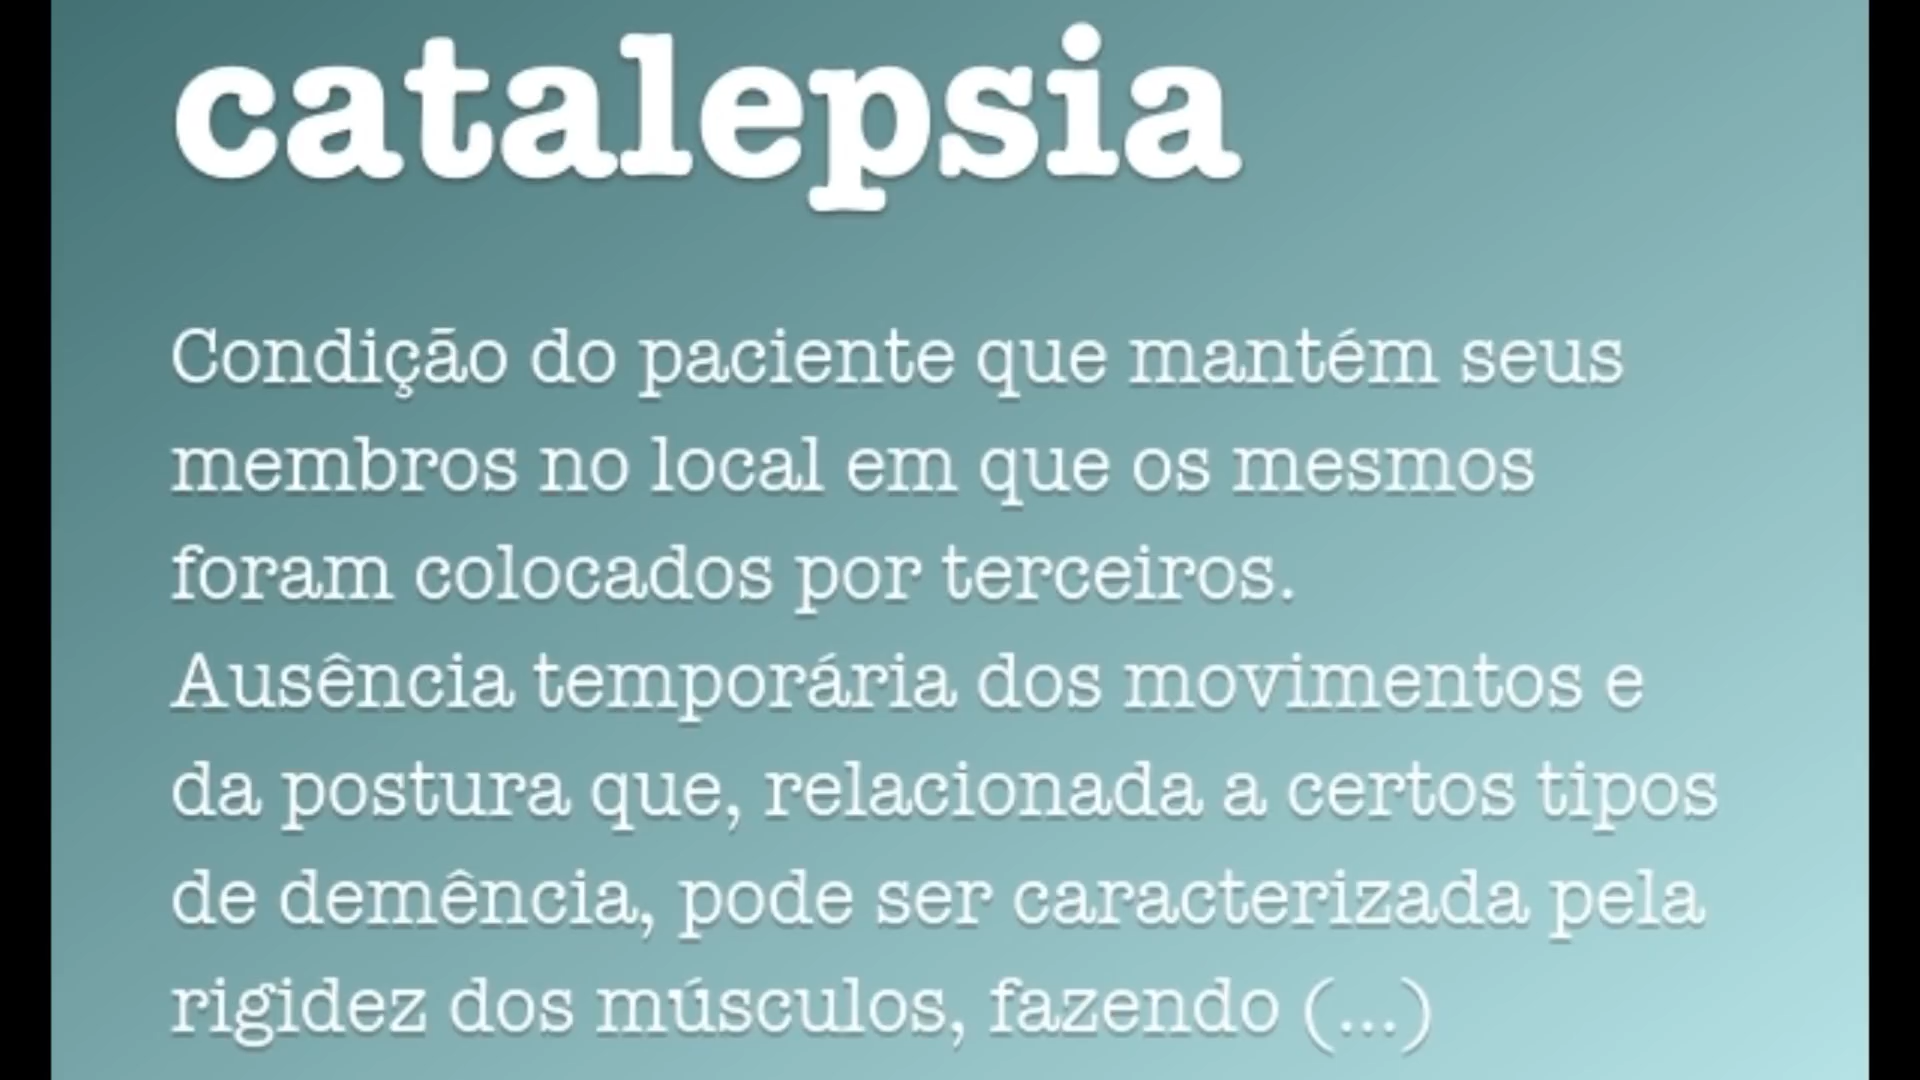 catalepsia
Condição do paciente que mantém seus
membros no local em que os mesmos
foram colocados por terceiros.
Ausência temporária dos movimentos e
da postura que, relacionada a certos tipos
de demência, pode ser caracterizada pela
rigidez dos músculos, fazendo (...)